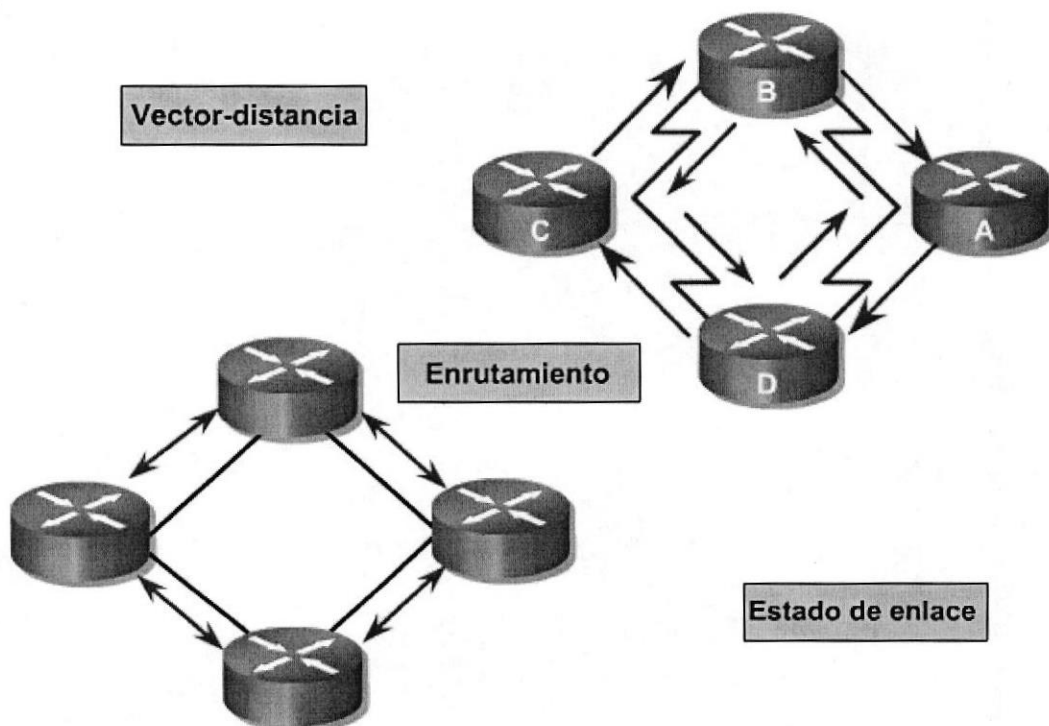 B
Vector-distancia
C
A
Enrutamiento
D
Estado de enlace